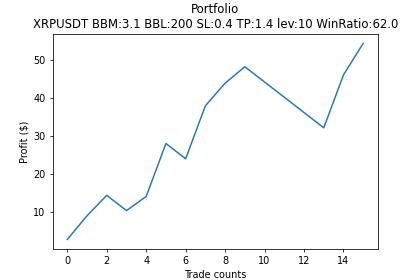 Portfolio
XRPUSDT BBM:3.1 BBL:200 SL:0.4 TP:1.4 lev:10 WinRatio:62.0
50
40
30
20
10
Profit ($)
0 2 4 6 8 10 12 14
Trade counts